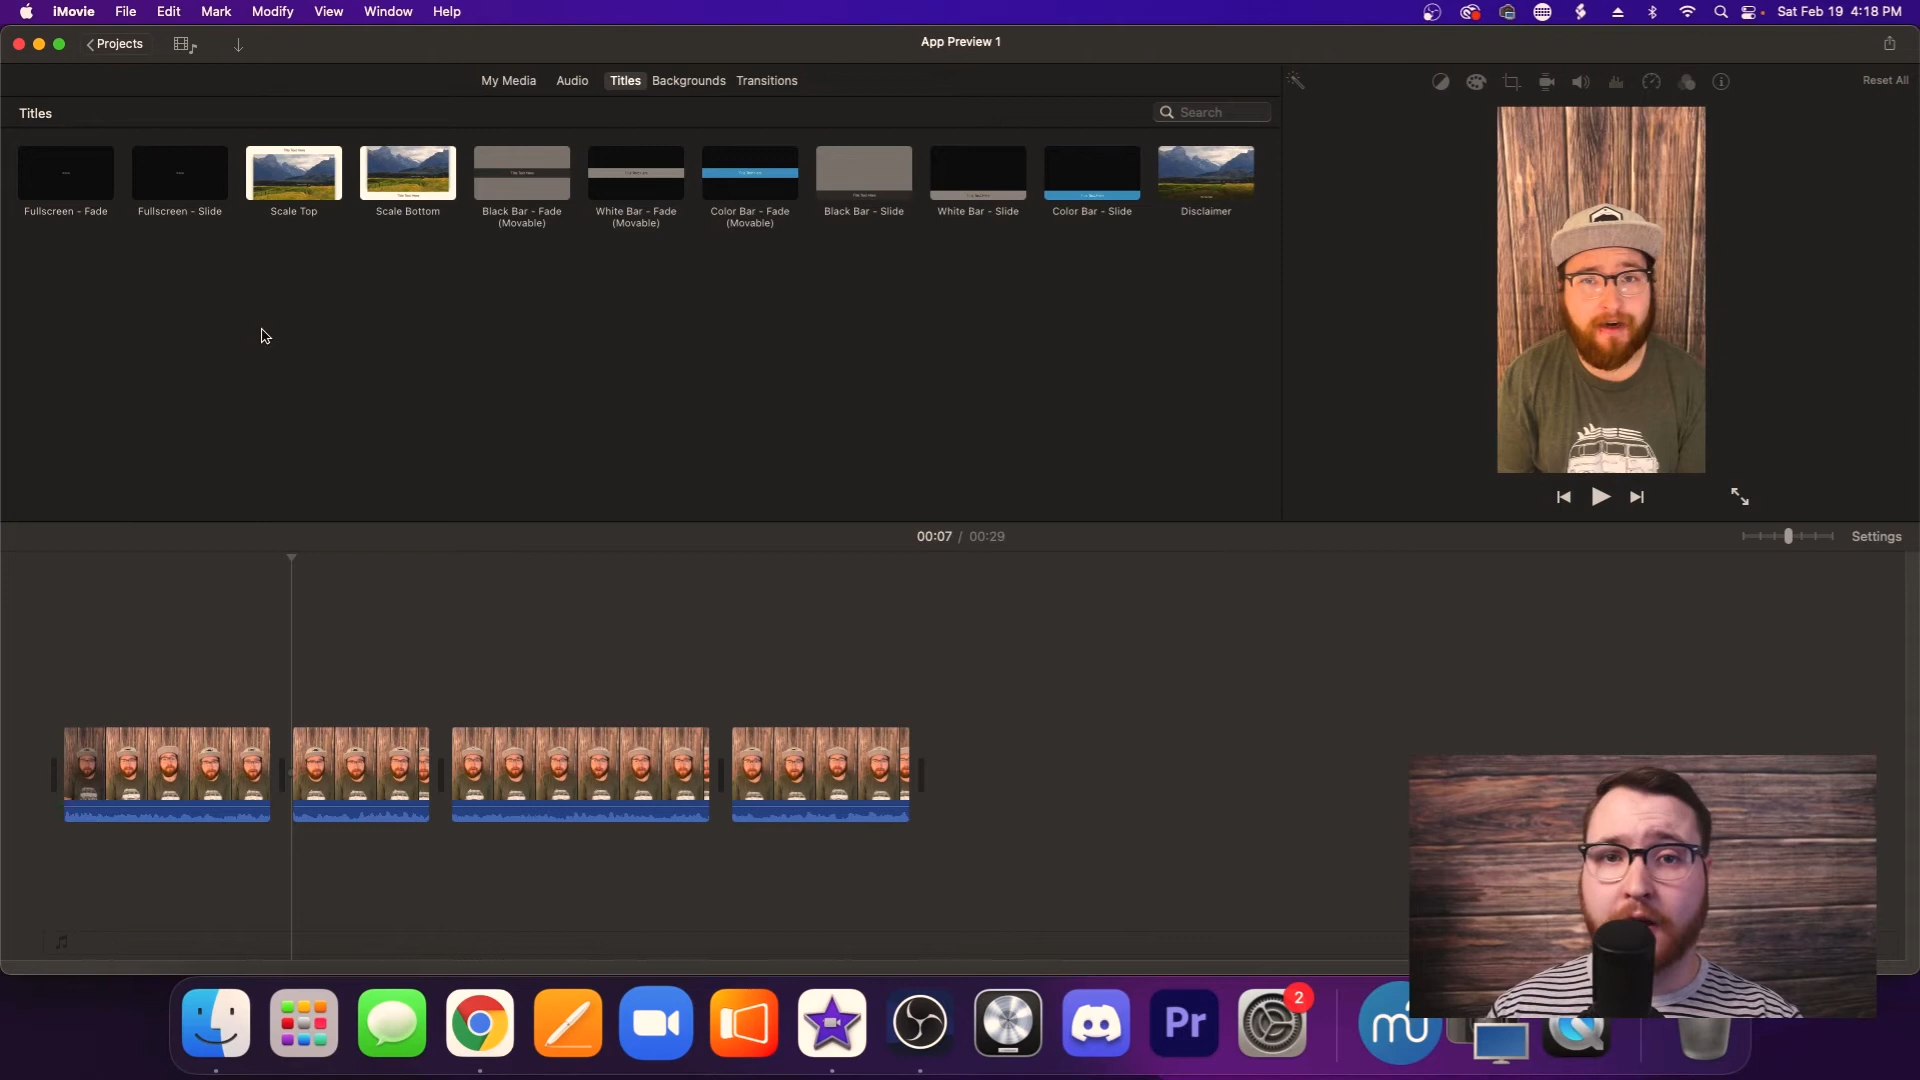 iMovie File Edit Mark Modify View Window Help
Sat Feb 19 4:18 PM
Projects
App Preview 1
My Media Audio Titles Backgrounds Transitions
Reset All
Titles
Search
Fullscreen - Fade
Fullscreen - Slide
Scale Top
Scale Bottom
Black Bar - Fade
(Movable)
White Bar - Fade
(Movable)
Color Bar - Fade
(Movable)
Black Bar - Slide
White Bar - Slide
Color Bar - Slide
Disclaimer
00:07 / 00:29
Settings
Pr
2